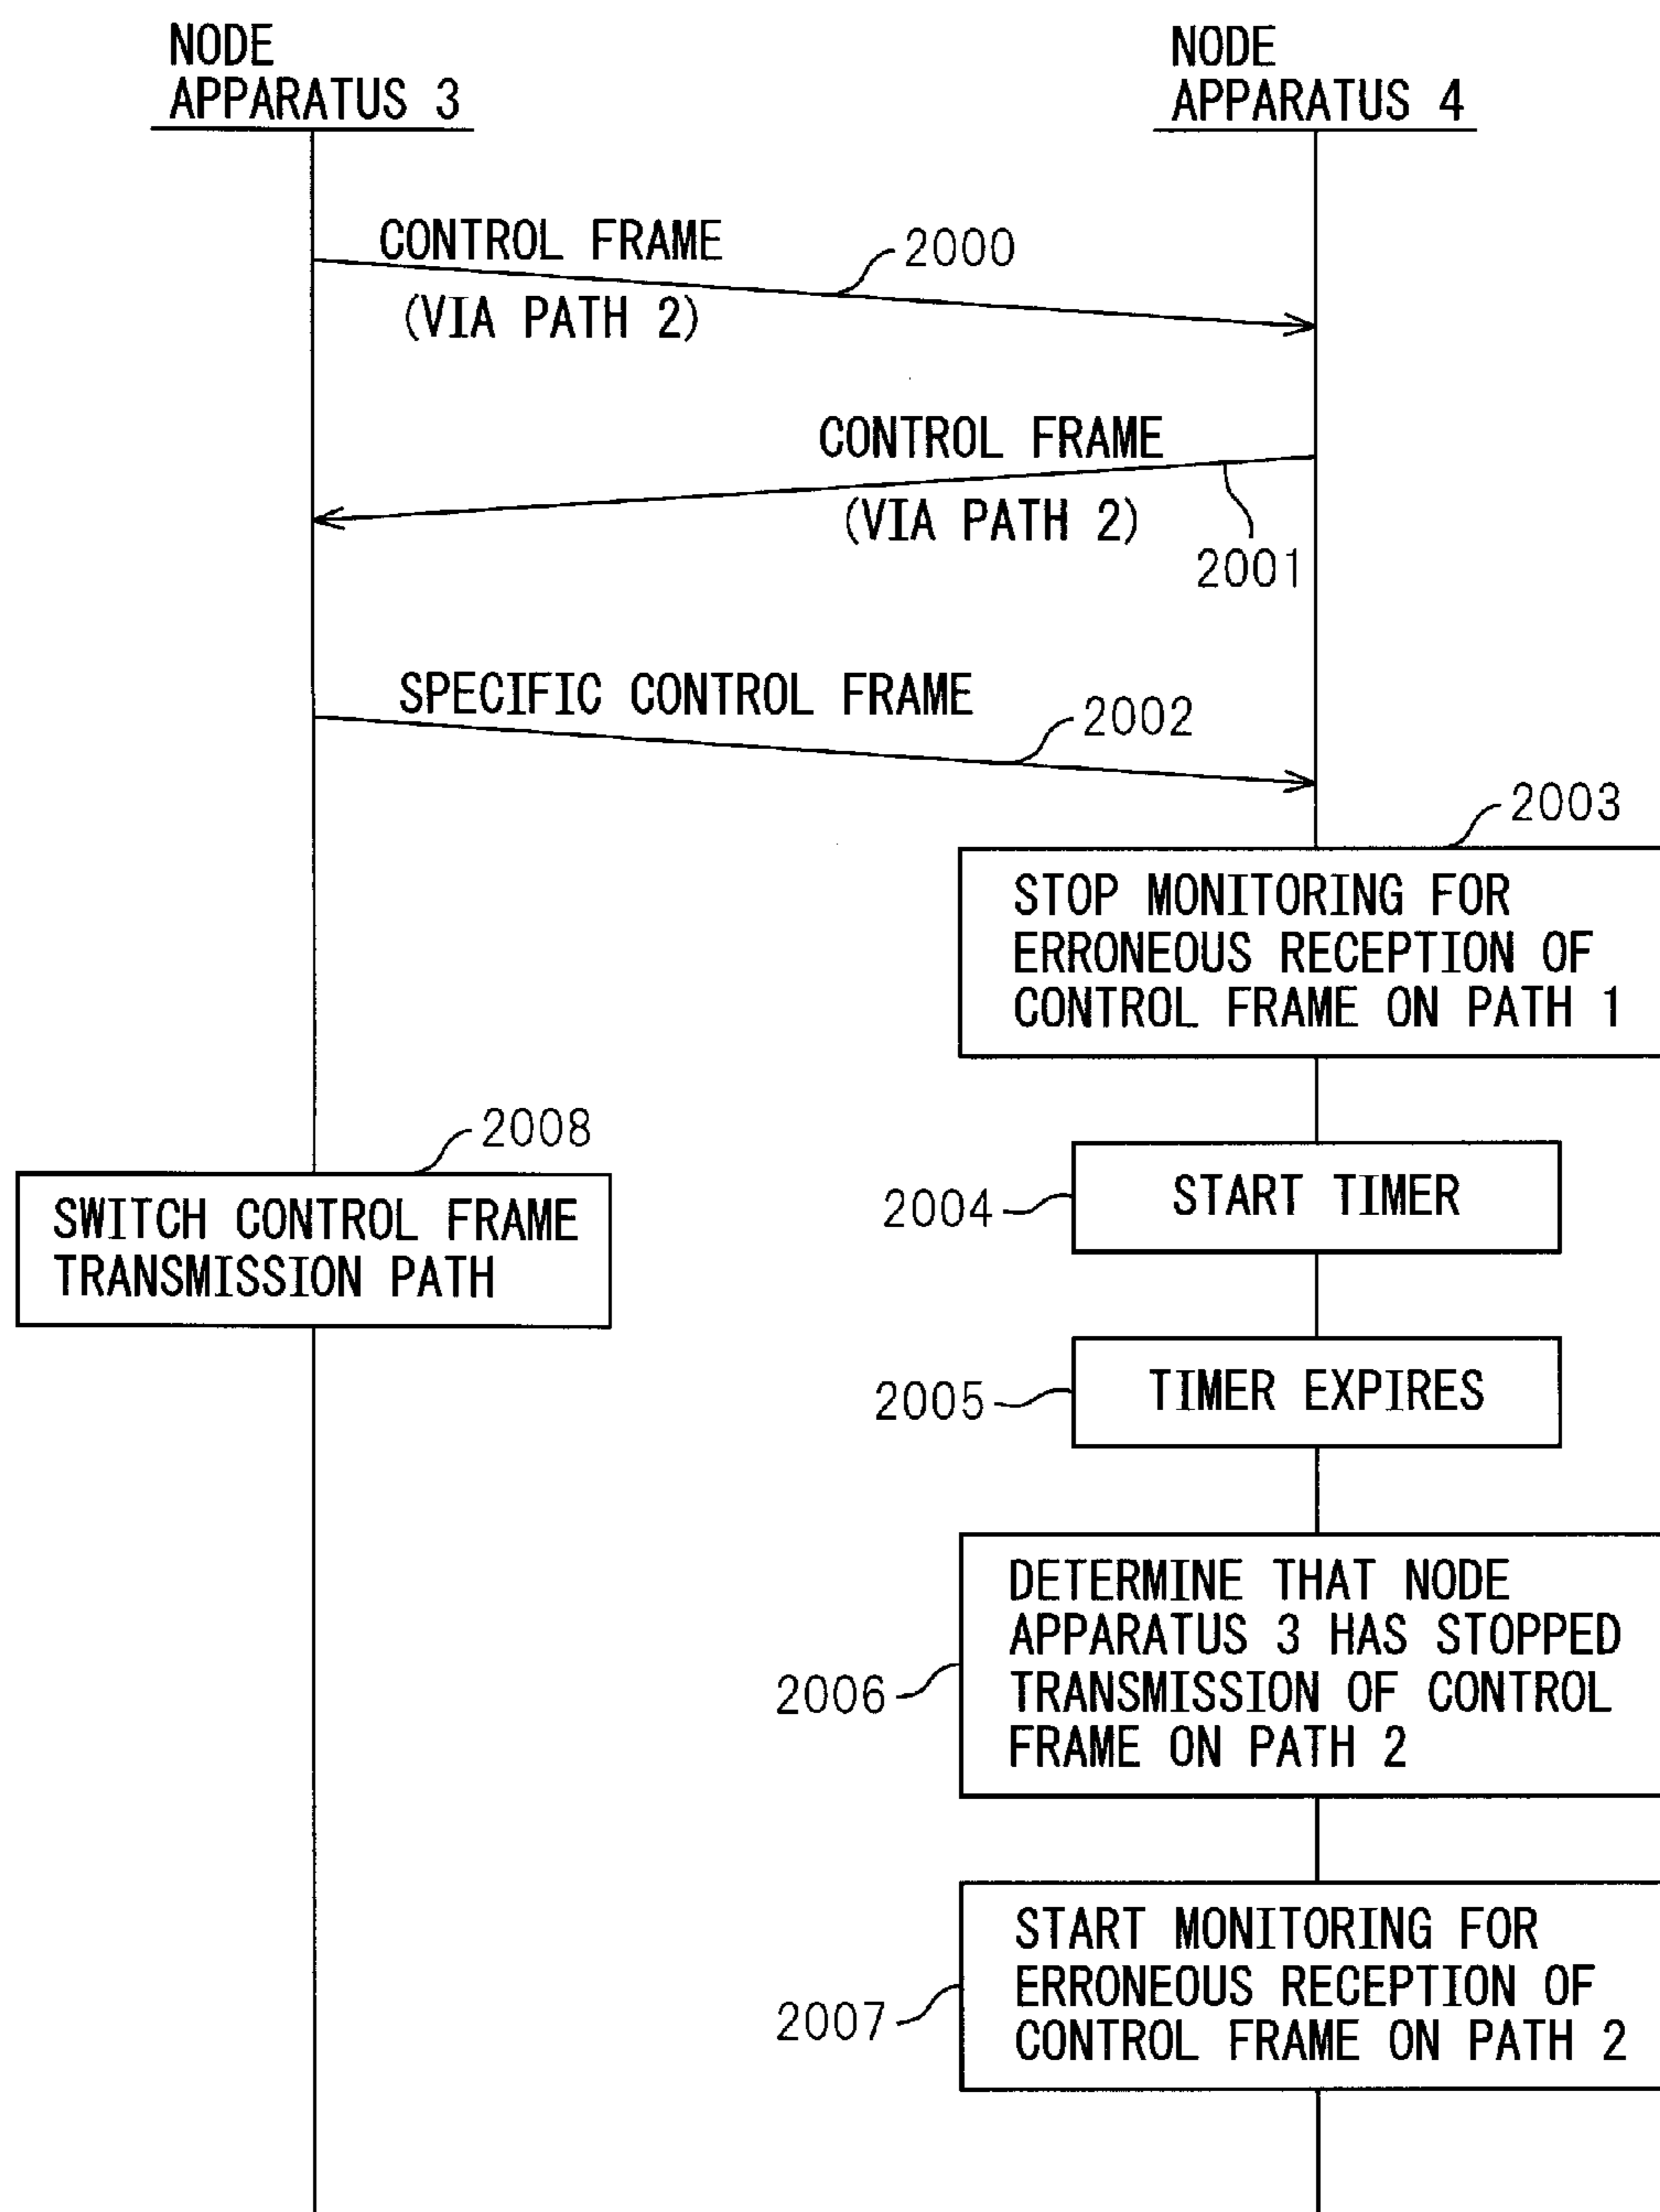 NODE
APPARATUS 3
NODE
APPARATUS 4
CONTROL FRAME
2000
(VIA PATH 2)
CONTROL FRAME
(VIA PATH 2)
2001
SPECIFIC CONTROL FRAME
2002
2003
STOP MONITORING FOR
ERRONEOUS RECEPTION OF
CONTROL FRAME ON PATH 1
2008
SWITCH CONTROL FRAME
TRANSMISSION PATH
2004
START TIMER
2005
TIMER EXPIRES
2006
DETERMINE THAT NODE
APPARATUS 3 HAS STOPPED
TRANSMISSION OF CONTROL
FRAME ON PATH 2
2007
START MONITORING FOR
ERRONEOUS RECEPTION OF
CONTROL FRAME ON PATH 2